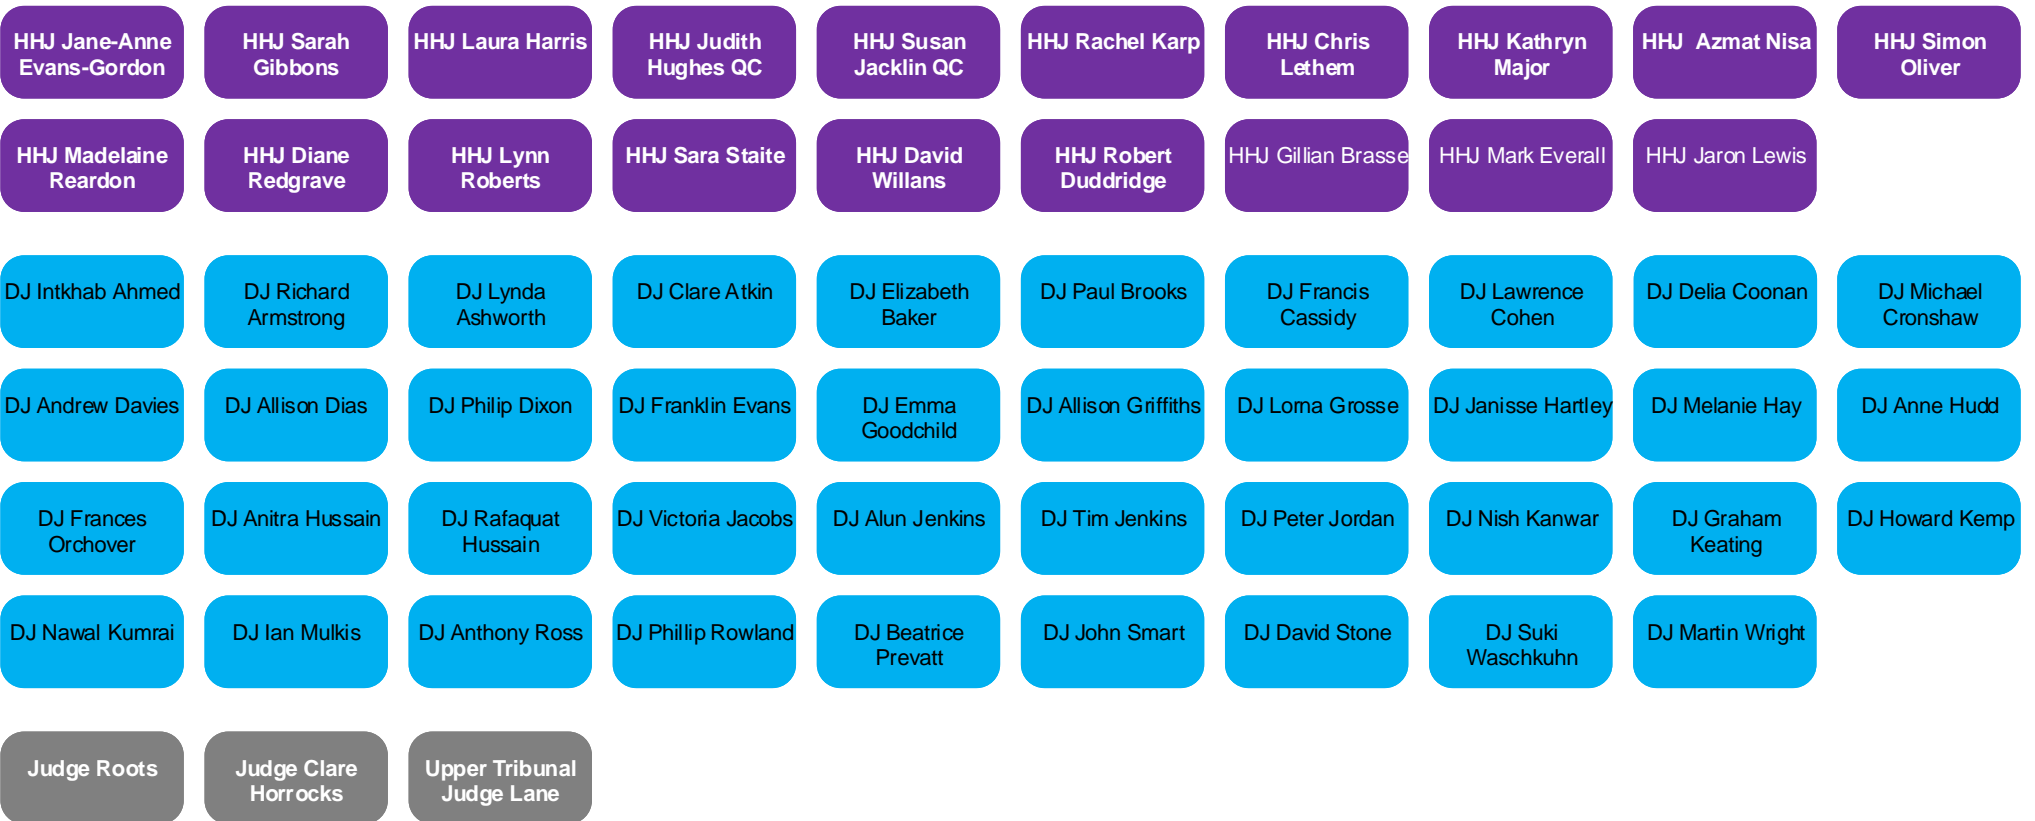 HHJ Jane-Anne
Evans-Gordon
HHJ Sarah
Gibbons
HHJ Laura Harris
HHJ Judith
Hughes QC
HHJ Susan
Jacklin QC
HHJ Rachel Karp
HHJ Chris
Lethem
HHJ Kathryn
Major
HHJ  Azmat Nisa
HHJ Simon
Oliver
HHJ Madelaine
Reardon
HHJ Diane
Redgrave
HHJ Lynn
Roberts
HHJ Sara Staite
HHJ David
Willans
HHJ Robert
Duddridge
HHJ Gillian Brasse
HHJ Mark Everall
HHJ Jaron Lewis
DJ Intkhab Ahmed
DJ Richard
Armstrong
DJ Lynda
Ashworth
DJ Clare Atkin
DJ Elizabeth
Baker
DJ Paul Brooks
DJ Francis
Cassidy
DJ Lawrence
Cohen
DJ Delia Coonan
DJ Michael
Cronshaw
DJ Andrew Davies
DJ Allison Dias
DJ Philip Dixon
DJ Franklin Evans
DJ Emma
Goodchild
DJ Allison Griffiths
DJ Lorna Grosse
DJ Janisse Hartley
DJ Melanie Hay
DJ Anne Hudd
DJ Frances
Orchover
DJ Anitra Hussain
DJ Rafaquat
Hussain
DJ Victoria Jacobs
DJ Alun Jenkins
DJ Tim Jenkins
DJ Peter Jordan
DJ Nish Kanwar
DJ Graham
Keating
DJ Howard Kemp
DJ Nawal Kumrai
DJ Ian Mulkis
DJ Anthony Ross
DJ Phillip Rowland
DJ Beatrice
Prevatt
DJ John Smart
DJ David Stone
DJ Suki
Waschkuhn
DJ Martin Wright
Judge Roots
Judge Clare
Horrocks
Upper Tribunal
Judge Lane